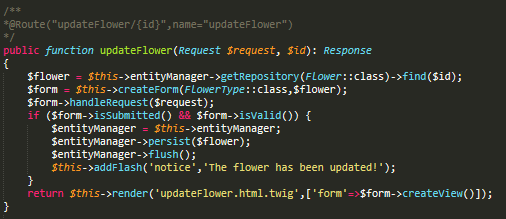 /**
*@Route("updateFlower/{id}",name="updateFlower")
*/
public function updateFlower(Request $request, $id): Response
{
$flower = $this->entityManager->getRepository(Flower::class)->find($id);
$form = $this->createForm(FlowerType::class,$flower);
$form->handleRequest($request);
if ($form->isSubmitted() && $form->isValid()) {
$entityManager = $this->entityManager;
$entityManager->persist($flower);
$entityManager->flush();
$this->addFlash('notice','The flower has been updated!');
}
return $this->render('updateFlower.html.twig',['form'=>$form->createView()]);
}